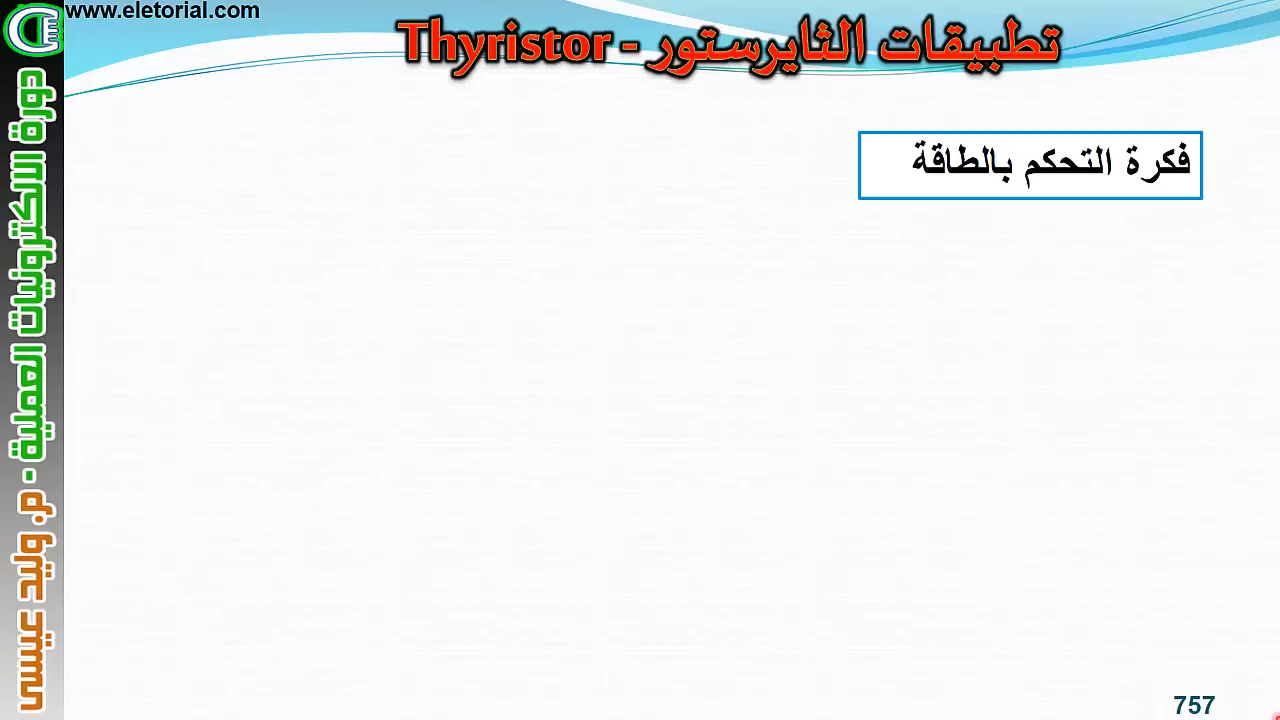 www.eletorial.com
تطبيقات الثايرستور - Thyristor
فكرة التحكم بالطاقة
دورة الالكترونيات العملية - م. وليد عيسى
757